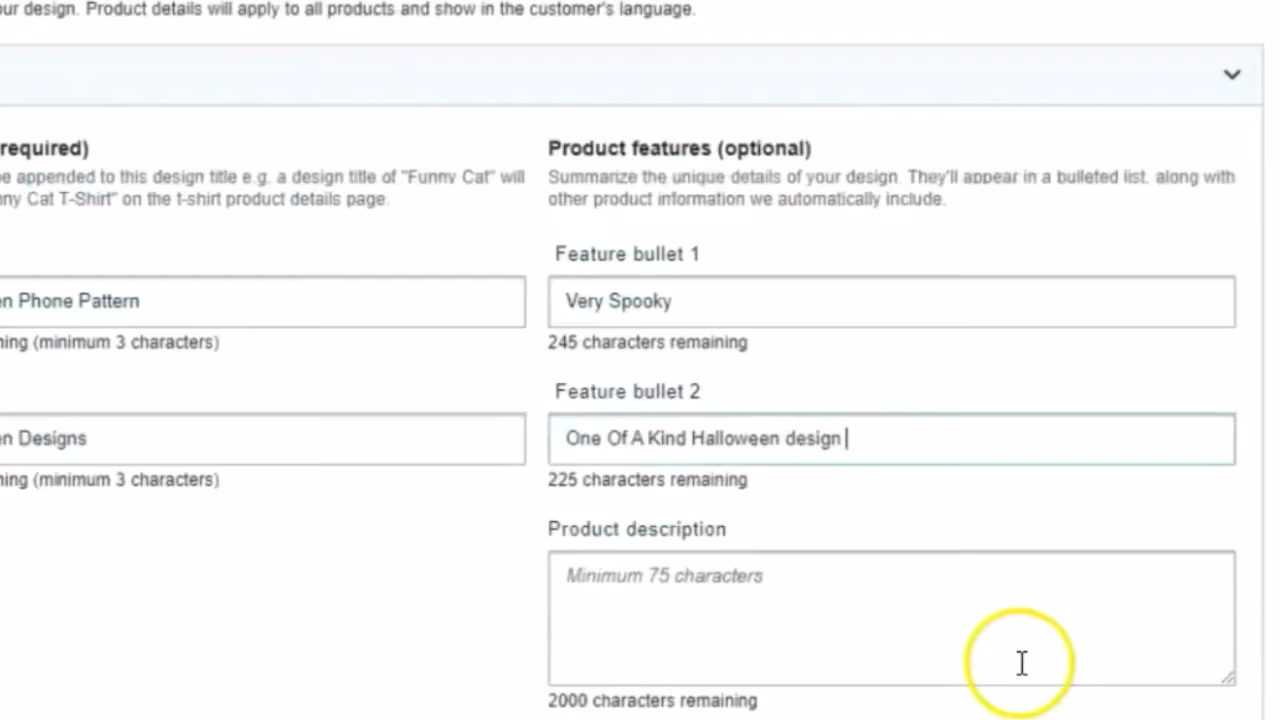 our design. Product details will apply to all products and show in the customer's language.
required)
e appended to this design title e.g. a design title of "Funny Cat" will
ny Cat T-Shirt" on the t-shirt product details page.
en Phone Pattern
ning (minimum 3 characters)
en Designs
ning (minimum 3 characters)
Product features (optional)
Summarize the unique details of your design. They'll appear in a bulleted list, along with
other product information we automatically include.
Feature bullet 1
Very Spooky
245 characters remaining
Feature bullet 2
One Of A Kind Halloween design
225 characters remaining
Product description
Minimum 75 characters
2000 characters remaining